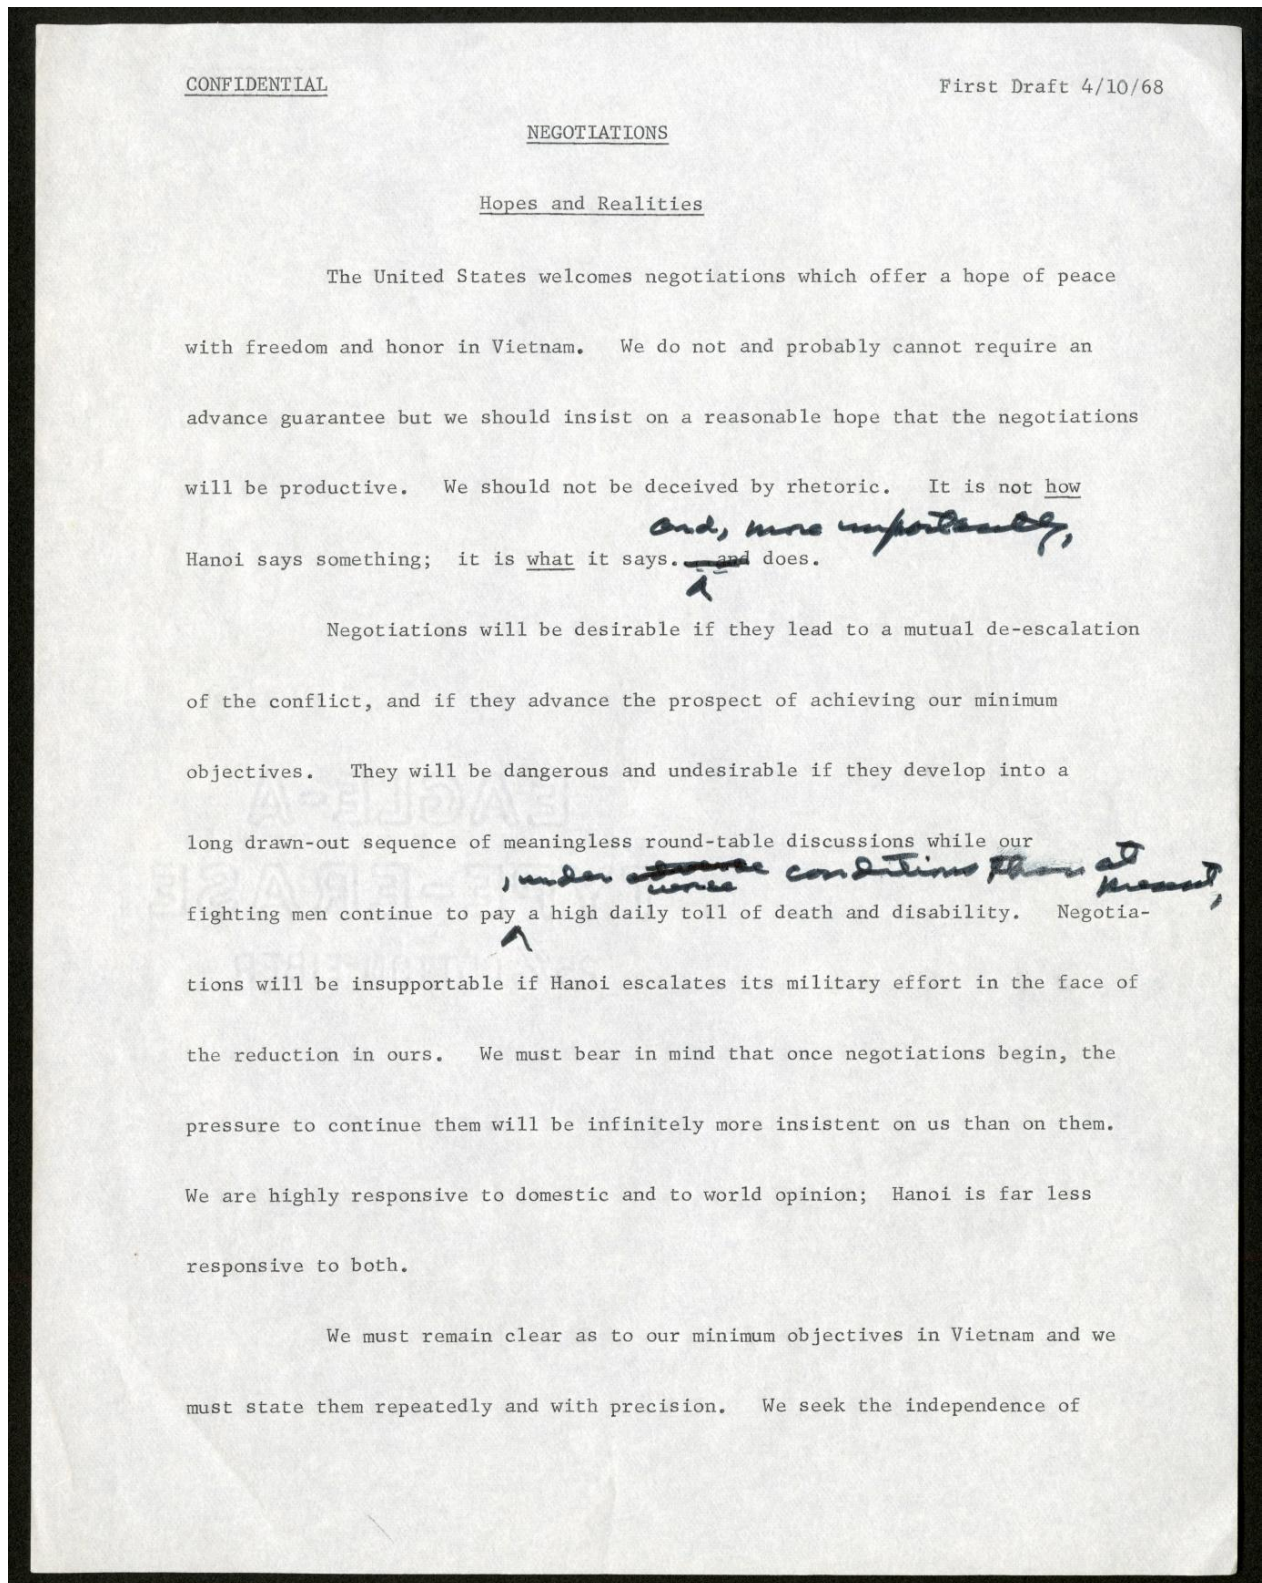 CONFIDENTIAL First Draft 4/10/68
NEGOTIATIONS
Hopes and Realities
The United States welcomes negotiations which offer a hope of peace
with freedom and honor in Vietnam. We do not and probably cannot require an
advance guarantee but we should insist on a reasonable hope that the negotiations
will be productive. We should not be deceived by rhetoric. It is not how
and, more importantly,
Hanoi says something; it is what it says. and does.
Negotiations will be desirable if they lead to a mutual de-escalation
of the conflict, and if they advance the prospect of achieving our minimum
objectives. They will be dangerous and undesirable if they develop into a
long drawn-out sequence of meaningless round-table discussions while our
, under adverse worse conditions than at present,
fighting men continue to pay a high daily toll of death and disability. Negotia-
tions will be insupportable if Hanoi escalates its military effort in the face of
the reduction in ours. We must bear in mind that once negotiations begin, the
pressure to continue them will be infinitely more insistent on us than on them.
We are highly responsive to domestic and to world opinion; Hanoi is far less
responsive to both.
We must remain clear as to our minimum objectives in Vietnam and we
must state them repeatedly and with precision. We seek the independence of